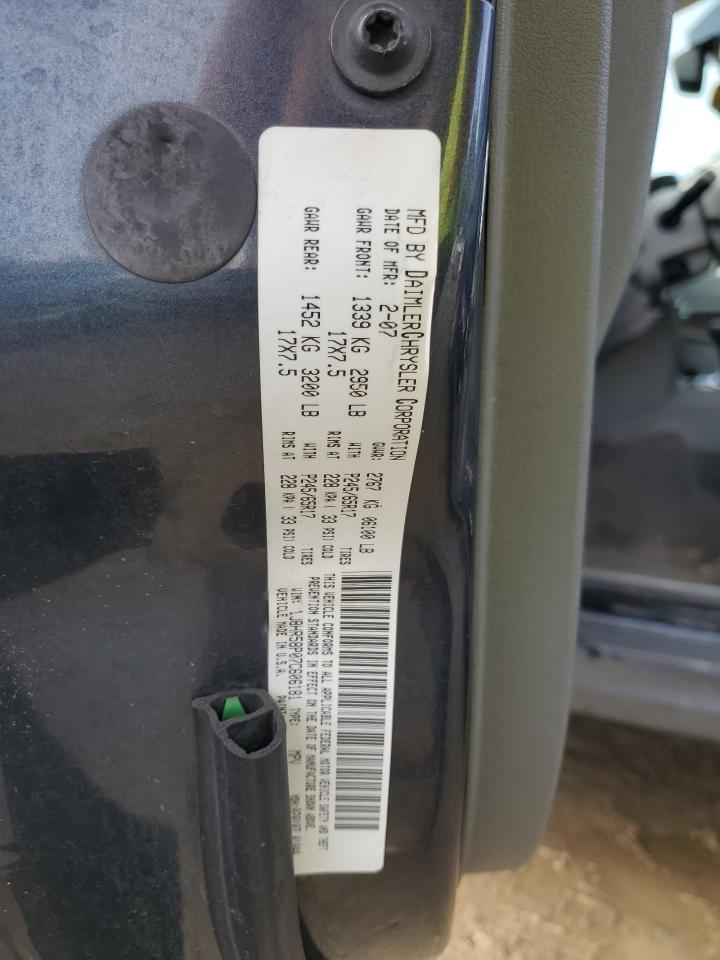 MFD BY DAIMLERCHRYSLER CORPORATION
DATE OF MFR: 2-07
GVWR: 2767 KG 06100 LB
GAWR FRONT: 1339 KG 2950 LB WITH P245/65R17 TIRES
17X7.5 RIMS AT 228 KPA ( 33 PSI) COLD
GAWR REAR: 1452 KG 3200 LB WITH P245/65R17 TIRES
17X7.5 RIMS AT 228 KPA ( 33 PSI) COLD
THIS VEHICLE CONFORMS TO ALL APPLICABLE FEDERAL MOTOR VEHICLE SAFETY AND THEFT
PREVENTION STANDARDS IN EFFECT ON THE DATE OF MANUFACTURE SHOWN ABOVE.
VIN: 1J8HR58P07C606181 TYPE: MPV
VEHICLE MADE IN U.S.A.